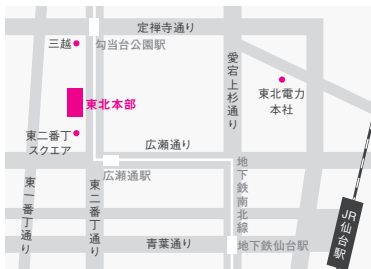 定禅寺通り
三越
勾当台公園駅
愛宕上杉通り
東北電力
本社
東北本部
東二番丁
スクエア
広瀬通り
広瀬通駅
地下鉄南北線
東一番丁通り
東二番丁通り
青葉通り
地下鉄仙台駅
JR仙台駅